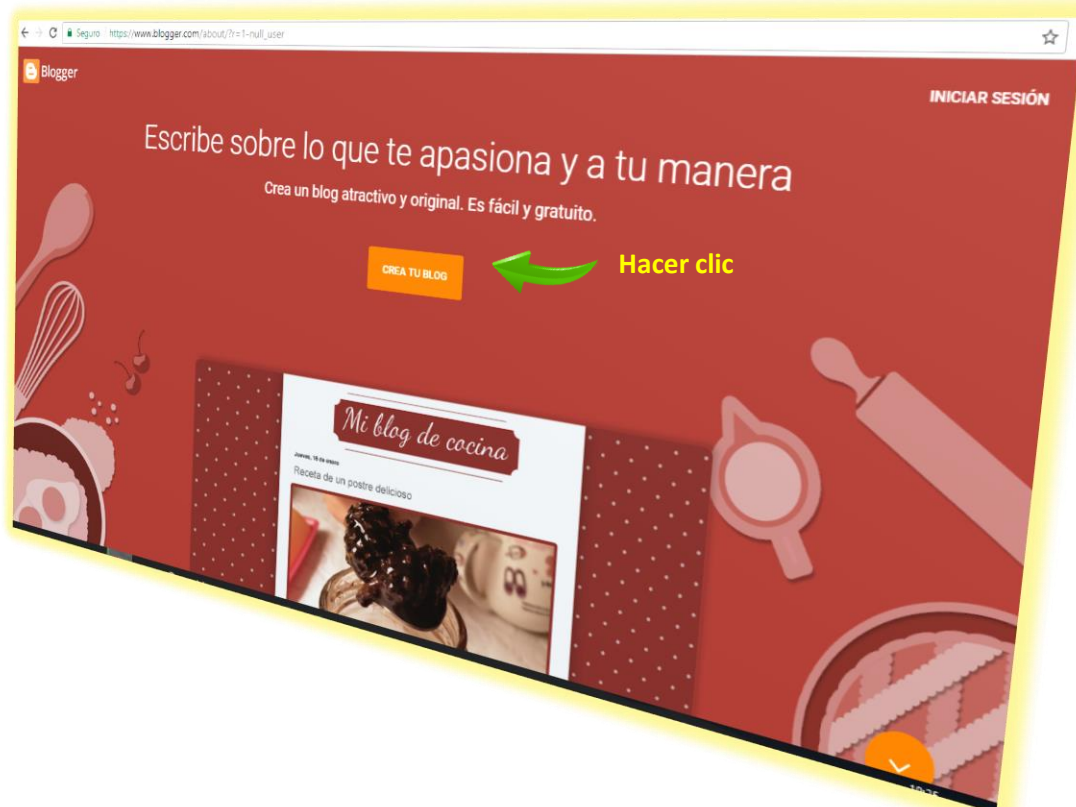 Seguro https://www.blogger.com/about/?r=1-null_user
Blogger
INICIAR SESIÓN
Escribe sobre lo que te apasiona y a tu manera
Crea un blog atractivo y original. Es fácil y gratuito.
CREA TU BLOG
Hacer clic
Mi blog de cocina
Receta de un postre delicioso